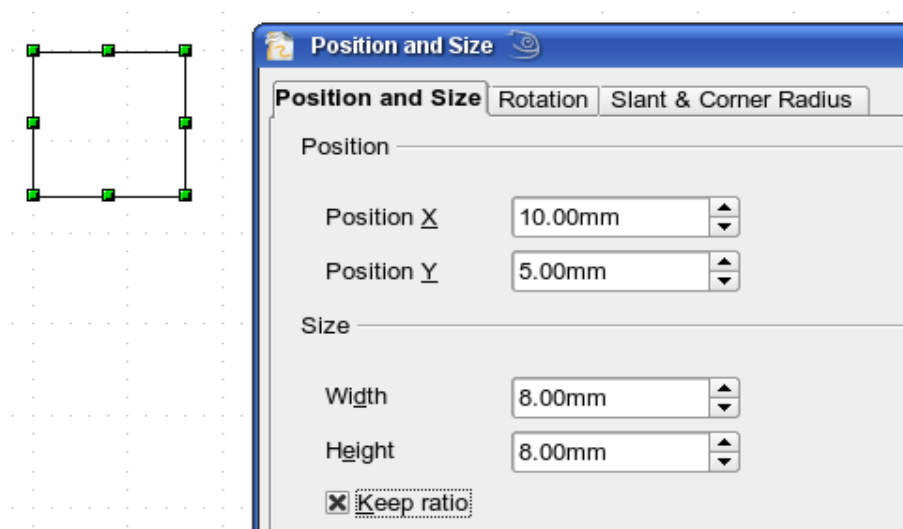 Position and Size
Position and Size Rotation Slant & Corner Radius
Position
Position X 10.00mm
Position Y 5.00mm
Size
Width 8.00mm
Height 8.00mm
Keep ratio